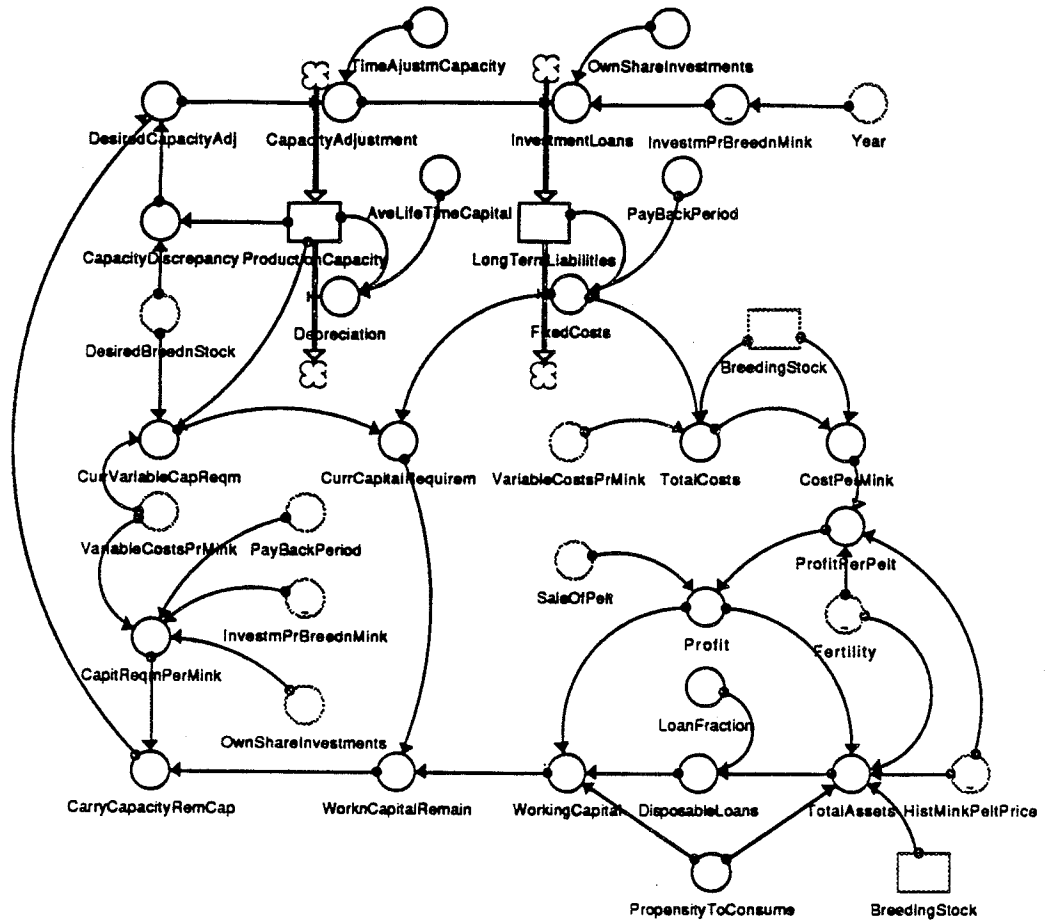 TimeAjustmCapacity
OwnShareInvestments
DesiredCapacityAdj
CapacityAdjustment
InvestmentLoans
InvestmPrBreednMink
Year
AveLifeTimeCapital
PayBackPeriod
CapacityDiscrepancy
ProductionCapacity
LongTermLiabilities
Depreciation
FixedCosts
DesiredBreednStock
BreedingStock
CurrVariableCapReqm
CurrCapitalRequirem
VariableCostsPrMink
TotalCosts
CostPerMink
VariableCostsPrMink
PayBackPeriod
ProfitPerPelt
SaleOfPelt
InvestmPrBreednMink
Profit
Fertility
CapitReqmPerMink
LoanFraction
OwnShareInvestments
CarryCapacityRemCap
WorknCapitalRemain
WorkingCapital
DisposableLoans
TotalAssets
HistMinkPeltPrice
PropensityToConsume
BreedingStock